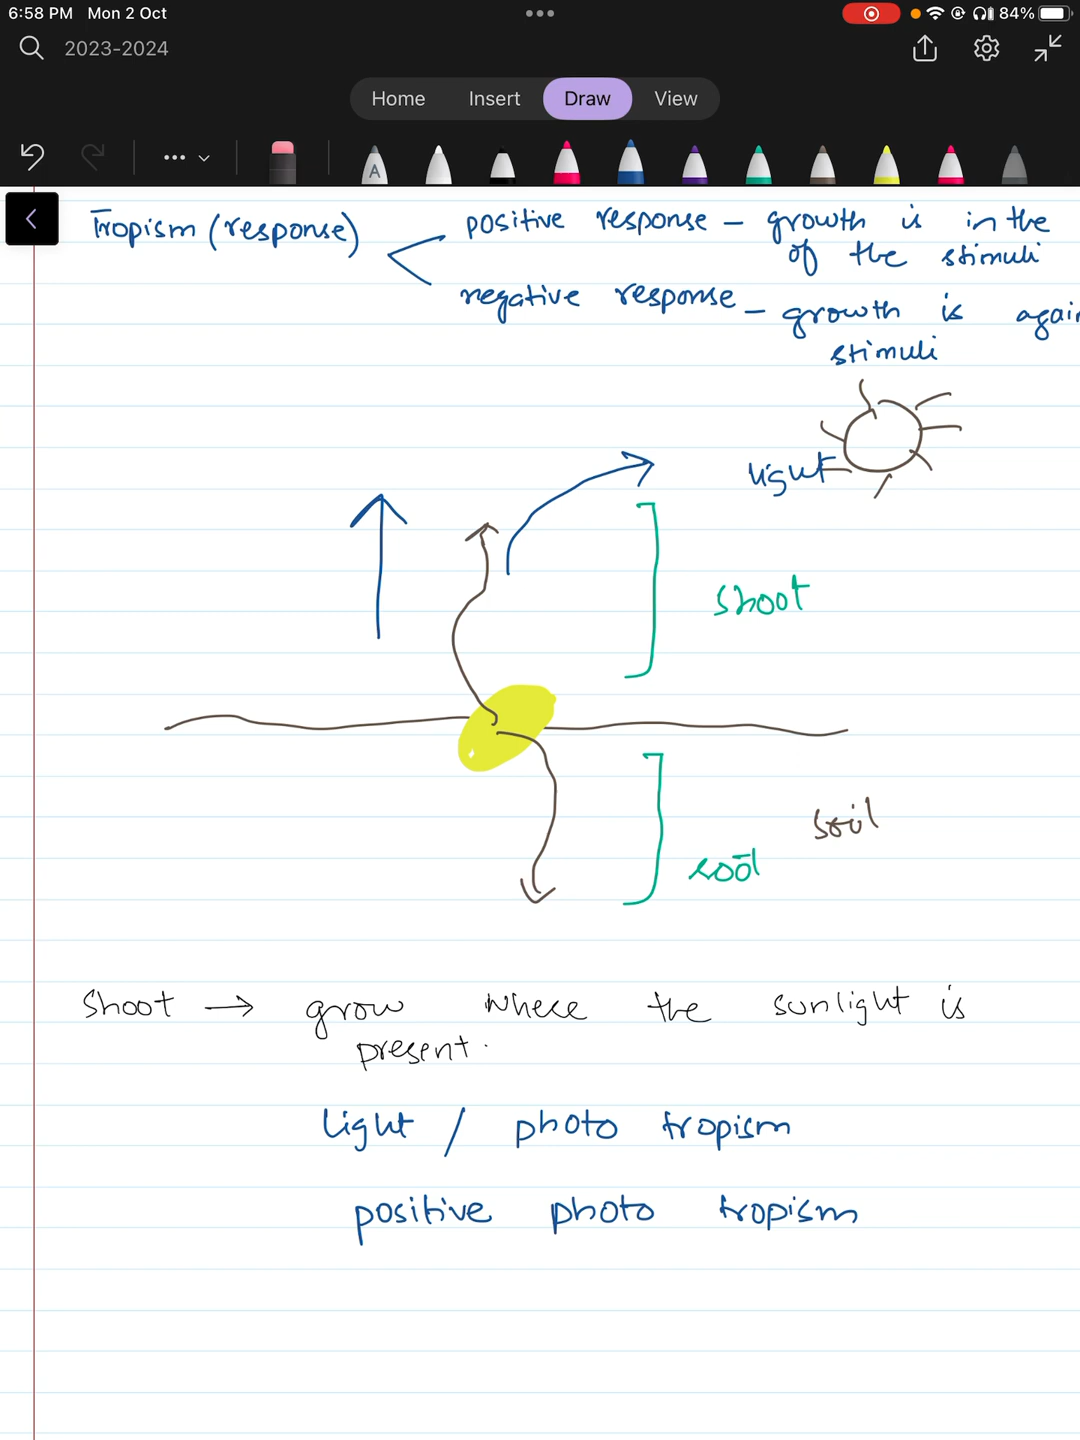 6:58 PM Mon 2 Oct
84%
2023-2024
Home Insert Draw View
A
Tropism (response)
positive response - growth is in the
of the stimuli
negative response - growth is again
stimuli
light
shoot
soil
root
Shoot → grow where the sunlight is
present.
light / photo tropism
positive photo tropism